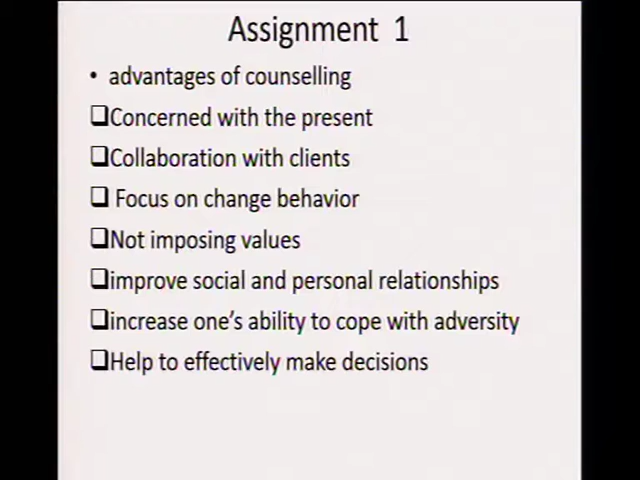 Assignment 1
• advantages of counselling
❑Concerned with the present
❑Collaboration with clients
❑ Focus on change behavior
❑Not imposing values
❑improve social and personal relationships
❑increase one's ability to cope with adversity
❑Help to effectively make decisions